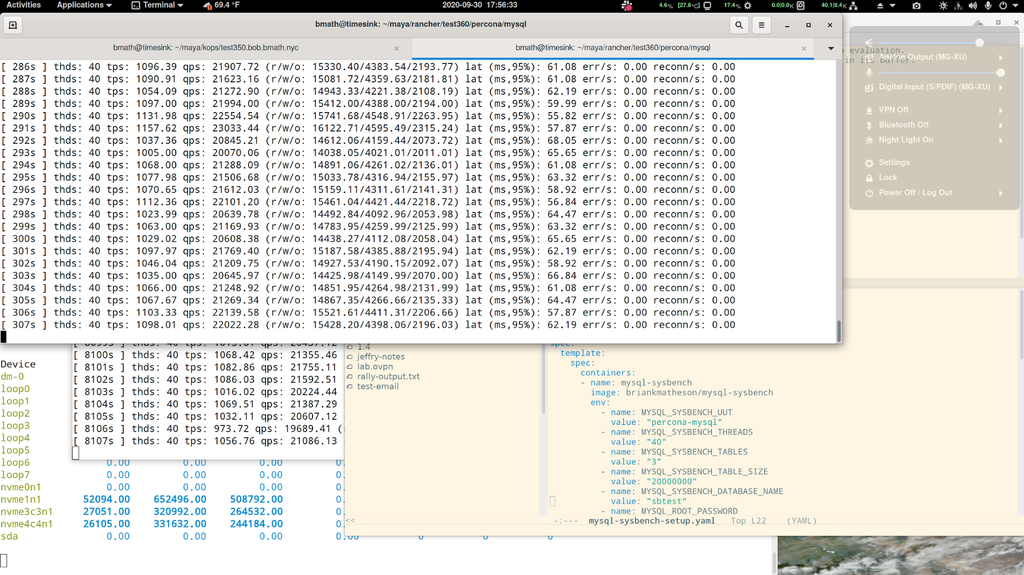 Activities Applications Terminal 69.4 °F 2020-09-30 17:56:33 4.6% 17.4%
bmath@timesink: ~/maya/rancher/test360/percona/mysql
bmath@timesink: ~/maya/kops/test350.bob.bmath.nyc × bmath@timesink: ~/maya/rancher/test360/percona/mysql ×
[ 286s ] thds: 40 tps: 1096.39 qps: 21907.72 (r/w/o: 15330.40/4383.54/2193.77) lat (ms,95%): 61.08 err/s: 0.00 reconn/s: 0.00
[ 287s ] thds: 40 tps: 1090.91 qps: 21623.16 (r/w/o: 15081.72/4359.63/2181.81) lat (ms,95%): 61.08 err/s: 0.00 reconn/s: 0.00
[ 288s ] thds: 40 tps: 1054.09 qps: 21272.90 (r/w/o: 14943.33/4221.38/2108.19) lat (ms,95%): 62.19 err/s: 0.00 reconn/s: 0.00
[ 289s ] thds: 40 tps: 1097.00 qps: 21994.00 (r/w/o: 15412.00/4388.00/2194.00) lat (ms,95%): 59.99 err/s: 0.00 reconn/s: 0.00
[ 290s ] thds: 40 tps: 1131.98 qps: 22554.54 (r/w/o: 15741.68/4548.91/2263.95) lat (ms,95%): 55.82 err/s: 0.00 reconn/s: 0.00
[ 291s ] thds: 40 tps: 1157.62 qps: 23033.44 (r/w/o: 16122.71/4595.49/2315.24) lat (ms,95%): 57.87 err/s: 0.00 reconn/s: 0.00
[ 292s ] thds: 40 tps: 1037.36 qps: 20845.21 (r/w/o: 14612.06/4159.44/2073.72) lat (ms,95%): 68.05 err/s: 0.00 reconn/s: 0.00
[ 293s ] thds: 40 tps: 1005.00 qps: 20070.06 (r/w/o: 14038.05/4021.01/2011.01) lat (ms,95%): 65.65 err/s: 0.00 reconn/s: 0.00
[ 294s ] thds: 40 tps: 1068.00 qps: 21288.09 (r/w/o: 14891.06/4261.02/2136.01) lat (ms,95%): 61.08 err/s: 0.00 reconn/s: 0.00
[ 295s ] thds: 40 tps: 1077.98 qps: 21506.68 (r/w/o: 15033.78/4316.94/2155.97) lat (ms,95%): 63.32 err/s: 0.00 reconn/s: 0.00
[ 296s ] thds: 40 tps: 1070.65 qps: 21612.03 (r/w/o: 15159.11/4311.61/2141.31) lat (ms,95%): 58.92 err/s: 0.00 reconn/s: 0.00
[ 297s ] thds: 40 tps: 1112.36 qps: 22101.20 (r/w/o: 15461.04/4421.44/2218.72) lat (ms,95%): 56.84 err/s: 0.00 reconn/s: 0.00
[ 298s ] thds: 40 tps: 1023.99 qps: 20639.78 (r/w/o: 14492.84/4092.96/2053.98) lat (ms,95%): 64.47 err/s: 0.00 reconn/s: 0.00
[ 299s ] thds: 40 tps: 1063.00 qps: 21169.93 (r/w/o: 14783.95/4259.99/2125.99) lat (ms,95%): 63.32 err/s: 0.00 reconn/s: 0.00
[ 300s ] thds: 40 tps: 1029.02 qps: 20608.38 (r/w/o: 14438.27/4112.08/2058.04) lat (ms,95%): 65.65 err/s: 0.00 reconn/s: 0.00
[ 301s ] thds: 40 tps: 1097.97 qps: 21769.40 (r/w/o: 15187.58/4385.88/2195.94) lat (ms,95%): 62.19 err/s: 0.00 reconn/s: 0.00
[ 302s ] thds: 40 tps: 1046.04 qps: 21209.75 (r/w/o: 14927.53/4190.15/2092.07) lat (ms,95%): 58.92 err/s: 0.00 reconn/s: 0.00
[ 303s ] thds: 40 tps: 1035.00 qps: 20645.97 (r/w/o: 14425.98/4149.99/2070.00) lat (ms,95%): 66.84 err/s: 0.00 reconn/s: 0.00
[ 304s ] thds: 40 tps: 1066.00 qps: 21248.92 (r/w/o: 14851.95/4264.98/2131.99) lat (ms,95%): 61.08 err/s: 0.00 reconn/s: 0.00
[ 305s ] thds: 40 tps: 1067.67 qps: 21269.34 (r/w/o: 14867.35/4266.66/2135.33) lat (ms,95%): 64.47 err/s: 0.00 reconn/s: 0.00
[ 306s ] thds: 40 tps: 1103.33 qps: 22139.58 (r/w/o: 15521.61/4411.31/2206.66) lat (ms,95%): 57.87 err/s: 0.00 reconn/s: 0.00
[ 307s ] thds: 40 tps: 1098.01 qps: 22022.28 (r/w/o: 15428.20/4398.06/2196.03) lat (ms,95%): 62.19 err/s: 0.00 reconn/s: 0.00
evaluation.
in its buffer.
Output (MG-XU)
Digital Input (S/PDIF) (MG-XU)
VPN Off
Bluetooth Off
Night Light On
Settings
Lock
Power Off / Log Out
[ 8100s ] thds: 40 tps: 1068.42 qps: 21355.46
[ 8101s ] thds: 40 tps: 1082.86 qps: 21755.11
[ 8102s ] thds: 40 tps: 1086.03 qps: 21592.51
[ 8103s ] thds: 40 tps: 1016.02 qps: 20224.44
[ 8104s ] thds: 40 tps: 1069.51 qps: 21387.29
[ 8105s ] thds: 40 tps: 1032.11 qps: 20607.12
[ 8106s ] thds: 40 tps: 973.72 qps: 19689.41 (
[ 8107s ] thds: 40 tps: 1056.76 qps: 21086.13
1.4
jeffry-notes
lab.ovpn
rally-output.txt
test-email
<<
spec:
template:
spec:
containers:
- name: mysql-sysbench
image: briankmatheson/mysql-sysbench
env:
- name: MYSQL_SYSBENCH_UUT
value: "percona-mysql"
- name: MYSQL_SYSBENCH_THREADS
value: "40"
- name: MYSQL_SYSBENCH_TABLES
value: "3"
- name: MYSQL_SYSBENCH_TABLE_SIZE
value: "20000000"
- name: MYSQL_SYSBENCH_DATABASE_NAME
value: "sbtest"
- name: MYSQL_ROOT_PASSWORD
-:--- mysql-sysbench-setup.yaml Top L22 (YAML)
Device
dm-0
loop0
loop1
loop2
loop3
loop4
loop5
loop6 0.00 0.00 0.00
loop7 0.00 0.00 0.00
nvme0n1 0.00 0.00 0.00
nvme1n1 52094.00 652496.00 508792.00
nvme3c3n1 27051.00 320992.00 264532.00
nvme4c4n1 26105.00 331632.00 244184.00
sda 0.00 0.00 0.00 0.00 0 0 0